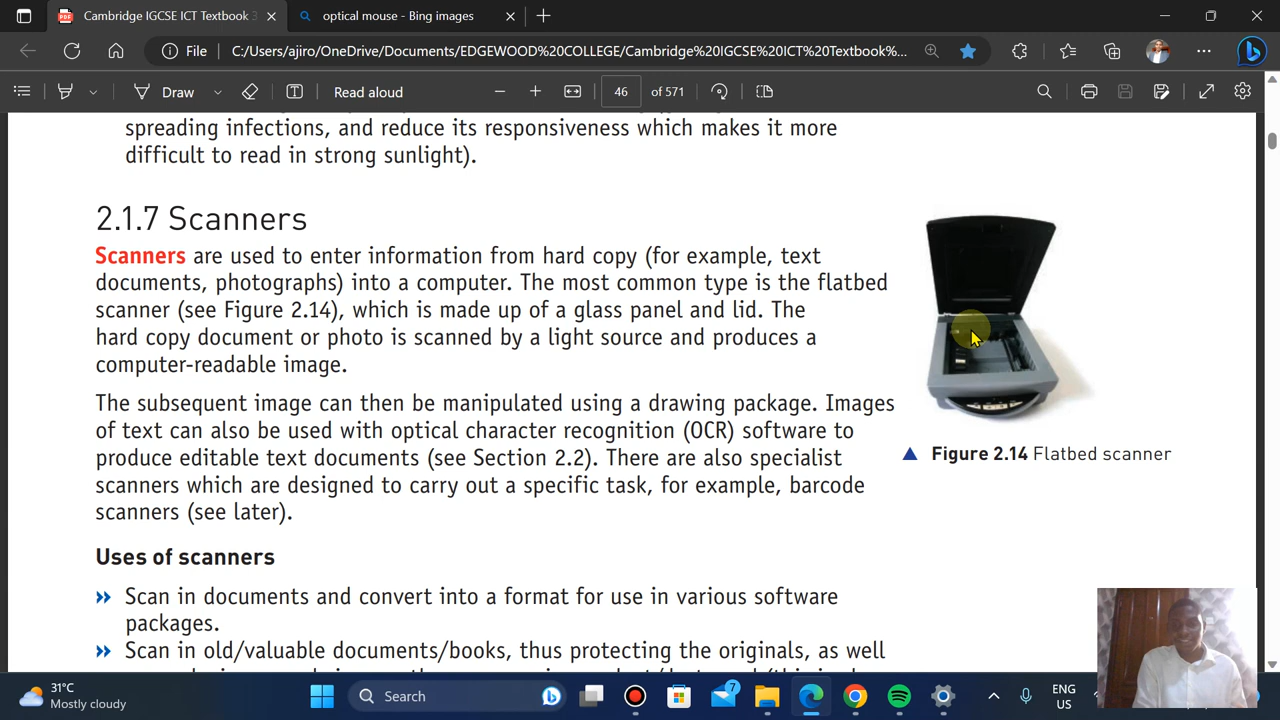 Cambridge IGCSE ICT Textbook 3
optical mouse - Bing images
File
C:/Users/ajiro/OneDrive/Documents/EDGEWOOD%20COLLEGE/Cambridge%20IGCSE%20ICT%20Textbook%...
Draw
Read aloud
46 of 571
spreading infections, and reduce its responsiveness which makes it more
difficult to read in strong sunlight).
2.1.7 Scanners
Scanners are used to enter information from hard copy (for example, text
documents, photographs) into a computer. The most common type is the flatbed
scanner (see Figure 2.14), which is made up of a glass panel and lid. The
hard copy document or photo is scanned by a light source and produces a
computer-readable image.
The subsequent image can then be manipulated using a drawing package. Images
of text can also be used with optical character recognition (OCR) software to
produce editable text documents (see Section 2.2). There are also specialist
scanners which are designed to carry out a specific task, for example, barcode
scanners (see later).
▲ Figure 2.14 Flatbed scanner
Uses of scanners
» Scan in documents and convert into a format for use in various software
packages.
» Scan in old/valuable documents/books, thus protecting the originals, as well
31°C
Mostly cloudy
Search
7
ENG
US